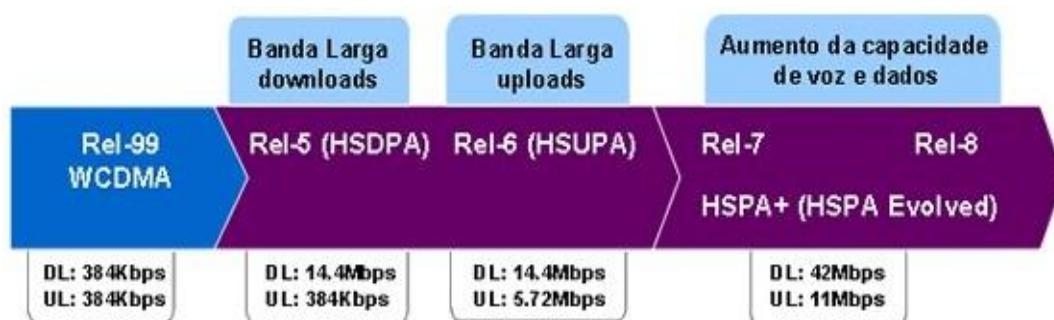 Banda Larga
downloads
Banda Larga
uploads
Aumento da capacidade
de voz e dados
Rel-99
WCDMA
Rel-5 (HSDPA)
Rel-6 (HSUPA)
Rel-7
Rel-8
HSPA+ (HSPA Evolved)
DL: 384Kbps
UL: 384Kbps
DL: 14.4Mbps
UL: 384Kbps
DL: 14.4Mbps
UL: 5.72Mbps
DL: 42Mbps
UL: 11Mbps